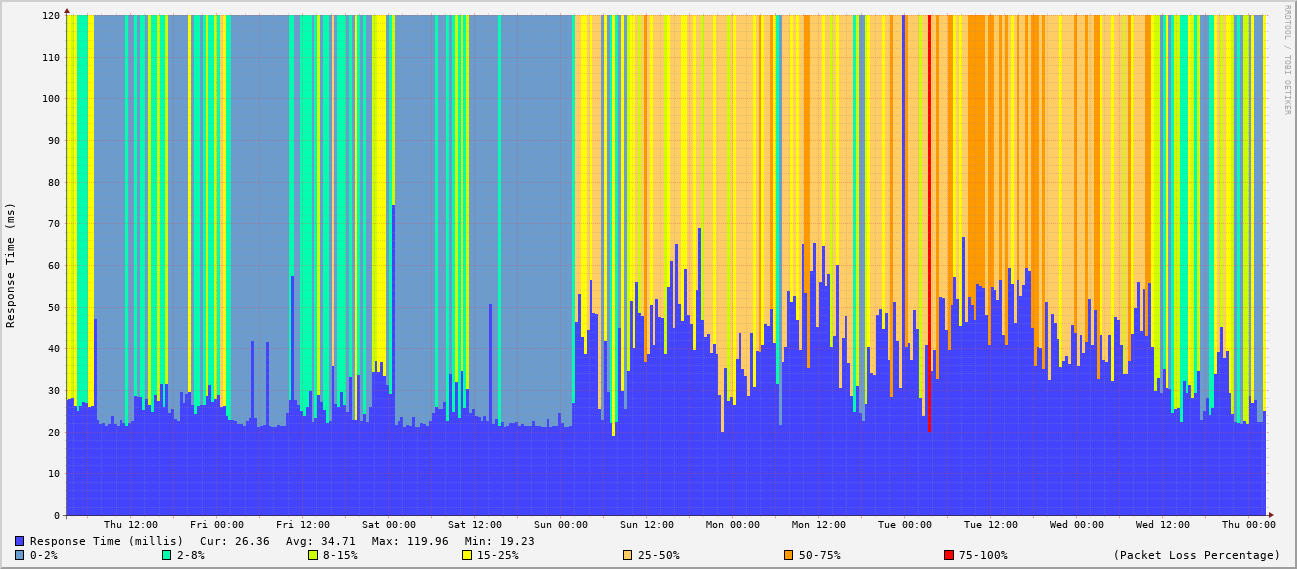 RRDTOOL / TOBI OETIKER
Response Time (ms)
120
110
100
90
80
70
60
50
40
30
20
10
0
Thu 12:00 Fri 00:00 Fri 12:00 Sat 00:00 Sat 12:00 Sun 00:00 Sun 12:00 Mon 00:00 Mon 12:00 Tue 00:00 Tue 12:00 Wed 00:00 Wed 12:00 Thu 00:00
Response Time (millis) Cur: 26.36 Avg: 34.71 Max: 119.96 Min: 19.23
0-2% 2-8% 8-15% 15-25% 25-50% 50-75% 75-100% (Packet Loss Percentage)